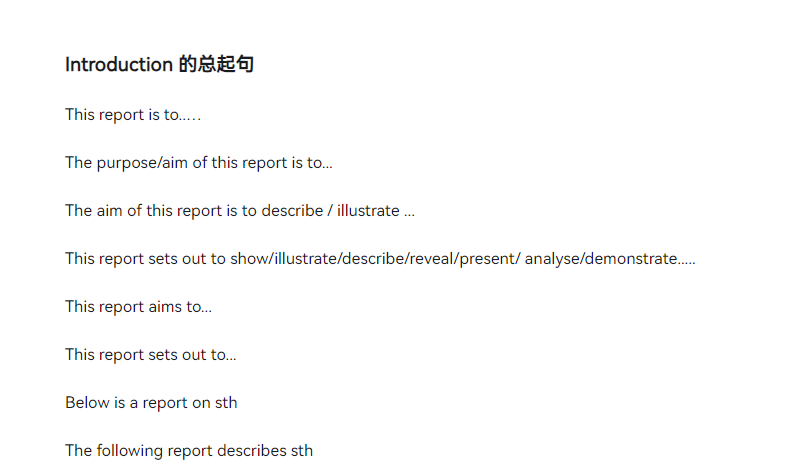 Introduction 的总起句
This report is to..…
The purpose/aim of this report is to...
The aim of this report is to describe / illustrate ...
This report sets out to show/illustrate/describe/reveal/present/ analyse/demonstrate.....
This report aims to...
This report sets out to...
Below is a report on sth
The following report describes sth